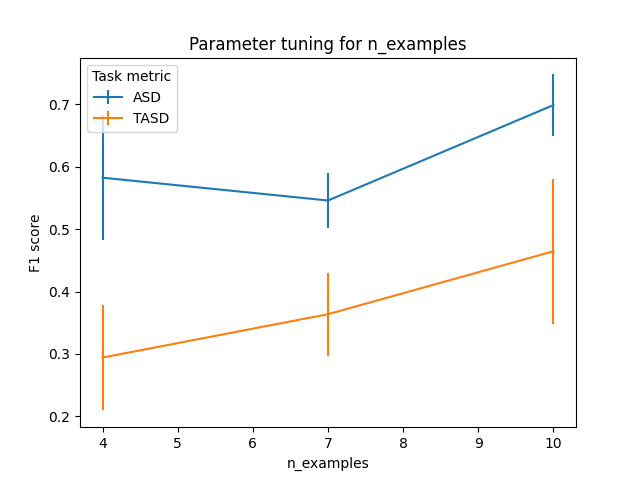 Parameter tuning for n_examples
Task metric
ASD
TASD
F1 score
0.7
0.6
0.5
0.4
0.3
0.2
4 5 6 7 8 9 10
n_examples